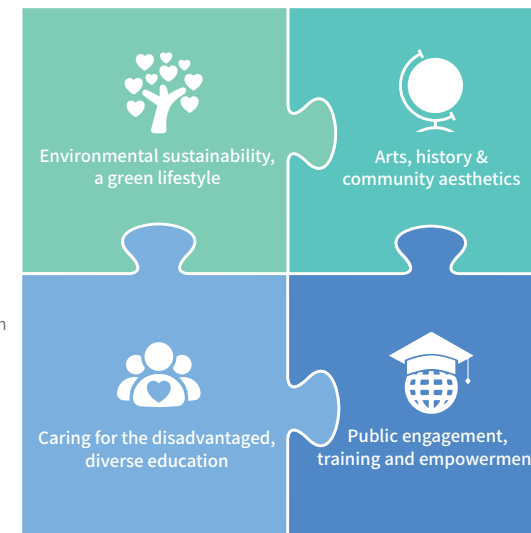 Environmental sustainability,
a green lifestyle
Arts, history &
community aesthetics
Caring for the disadvantaged,
diverse education
Public engagement,
training and empowermen